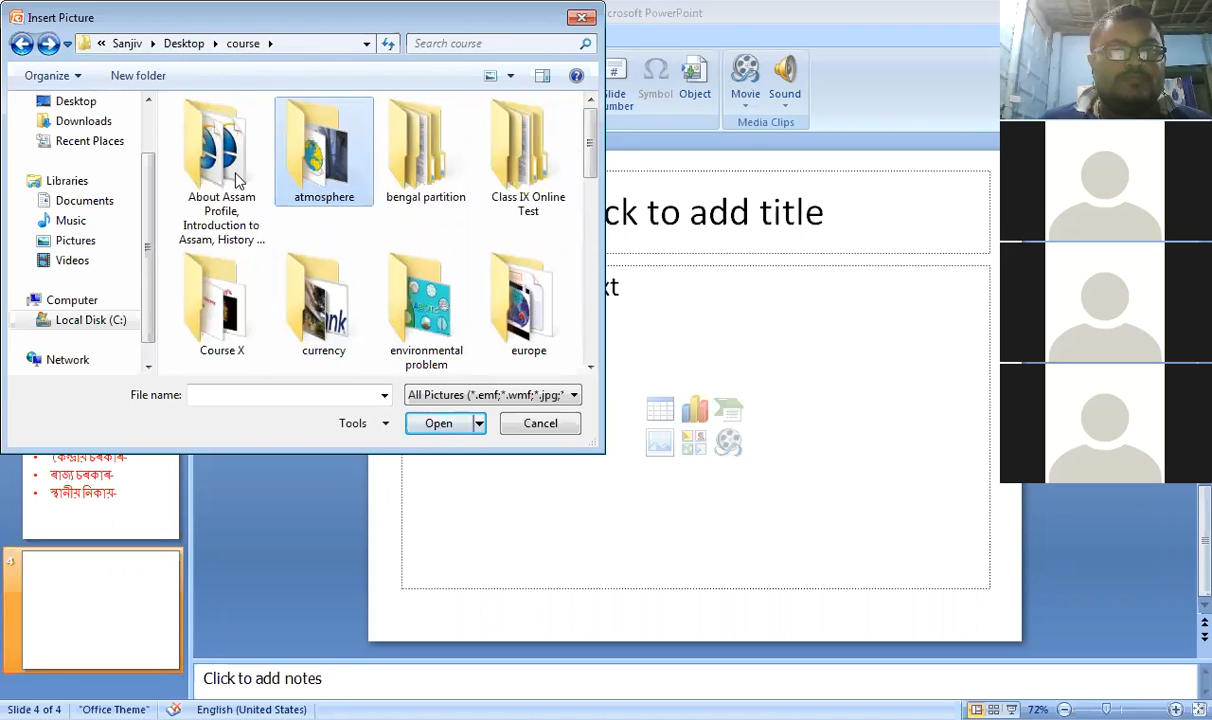 Insert Picture
crosoft PowerPoint
Sanjiv
Desktop
course
Search course
Organize
New folder
Slide
Number
Symbol
Object
Movie
Sound
Media Clips
Desktop
Downloads
Recent Places
Libraries
Documents
Music
Pictures
Videos
Computer
Local Disk (C:)
Network
About Assam
Profile,
Introduction to
Assam, History ...
atmosphere
bengal partition
Class IX Online
Test
Course X
currency
environmental
problem
europe
File name:
All Pictures (*.emf;*.wmf;*.jpg;*
Tools
Open
Cancel
ck to add title
xt
• কেন্দ্ৰীয় চৰকাৰ-
• ৰাজ্য চৰকাৰ-
• স্থানীয় নিকায়-
4
Click to add notes
Slide 4 of 4
"Office Theme"
English (United States)
72%